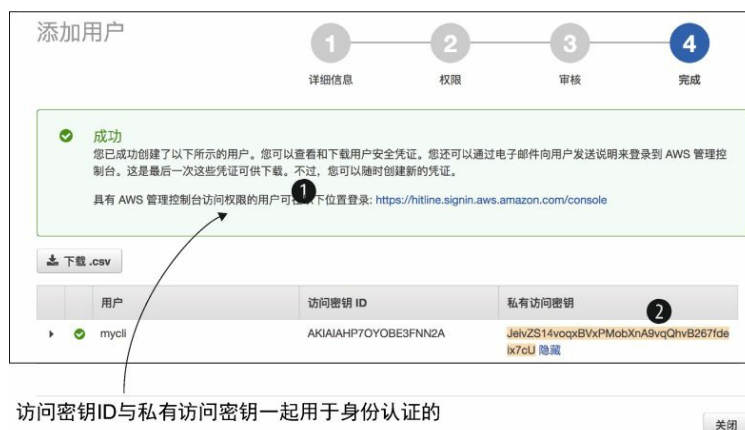 添加用户
1 2 3 4
详细信息 权限 审核 完成
成功
您已成功创建了以下所示的用户。您可以查看和下载用户安全凭证。您还可以通过电子邮件向用户发送说明来登录到 AWS 管理控
制台。这是最后一次这些凭证可供下载。不过，您可以随时创建新的凭证。
1
具有 AWS 管理控制台访问权限的用户可在以下位置登录: https://hitline.signin.aws.amazon.com/console
下载 .csv
用户 访问密钥 ID 私有访问密钥
2
mycli AKIAIAHP7OYOBE3FNN2A JeivZS14voqxBVxPMobXnA9vqQhvB267fde
ix7cU 隐藏
访问密钥ID与私有访问密钥一起用于身份认证的
关闭